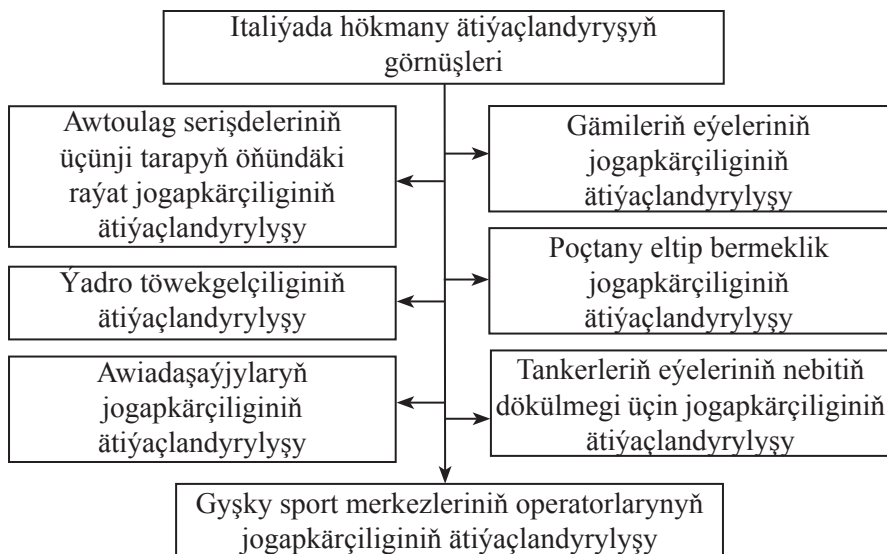 Italiýada hökmany ätiýaçlandyryşyň
görnüşleri
Awtoulag serişdeleriniň
üçünji tarapyň öňündäki
raýat jogapkärçiliginiň
ätiýaçlandyrylyşy
Gämileriň eýeleriniň
jogapkärçiliginiň
ätiýaçlandyrylyşy
Ýadro töwekgelçiliginiň
ätiýaçlandyrylyşy
Poçtany eltip bermeklik
jogapkärçiliginiň
ätiýaçlandyrylyşy
Awiadaşaýjylaryň
jogapkärçiliginiň
ätiýaçlandyrylyşy
Tankerleriň eýeleriniň nebitiň
dökülmegi üçin jogapkärçiliginiň
ätiýaçlandyrylyşy
Gyşky sport merkezleriniň operatorlarynyň
jogapkärçiliginiň ätiýaçlandyrylyşy